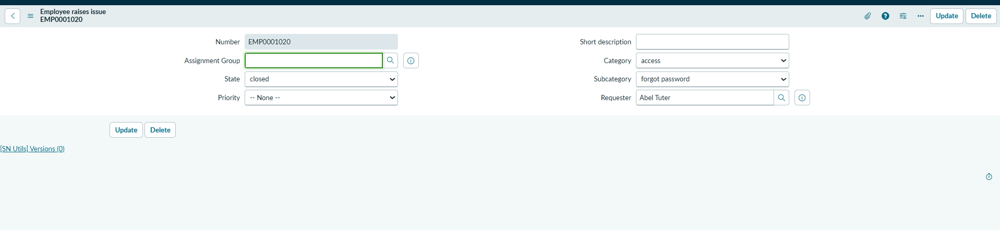 Employee raises issue
EMP0001020
Update
Delete
Number
EMP0001020
Short description
Assignment Group
Category
access
State
closed
Subcategory
forgot password
Priority
-- None --
Requester
Abel Tuter
Update
Delete
[SN Utils] Versions (0)